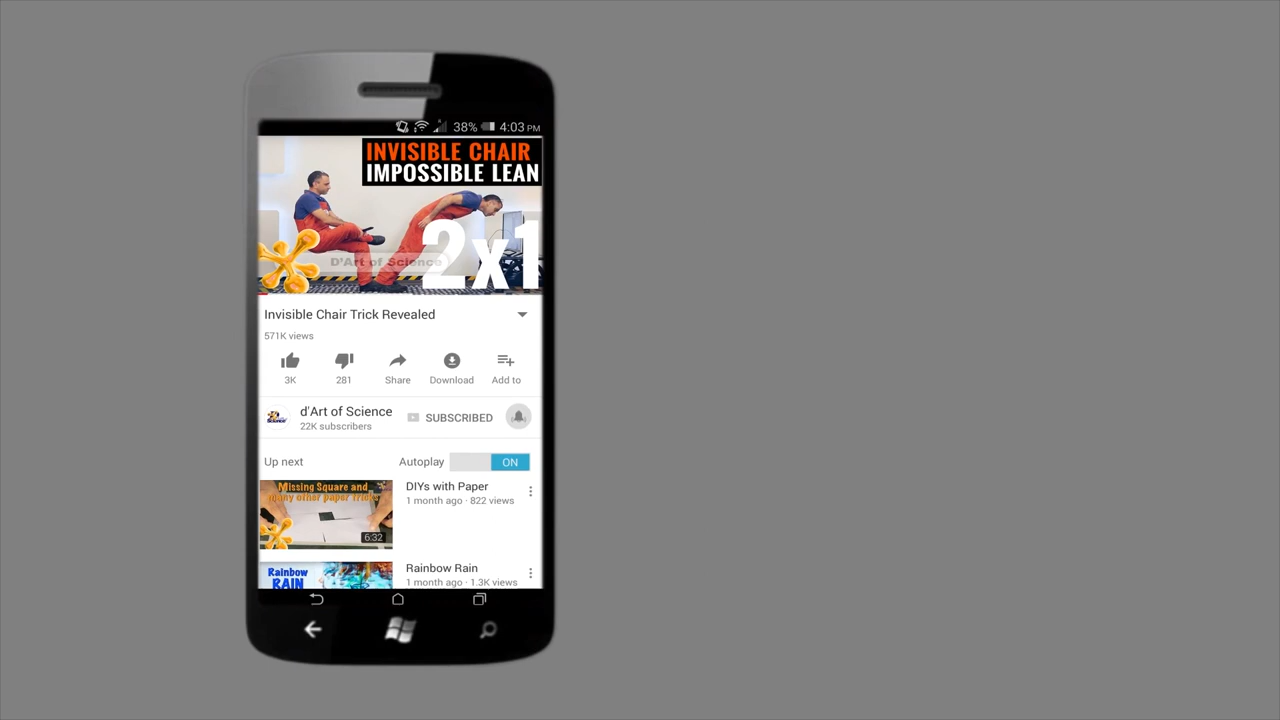 38% 4:03 PM
INVISIBLE CHAIR
IMPOSSIBLE LEAN
2x1
D'Art of Science
Invisible Chair Trick Revealed
571K views
3K 281 Share Download Add to
d'Art of Science
22K subscribers
SUBSCRIBED
Up next Autoplay ON
Missing Square and
many other paper tricks
6:32
DIYs with Paper
1 month ago · 822 views
Rainbow
RAIN
Rainbow Rain
1 month ago · 1.3K views